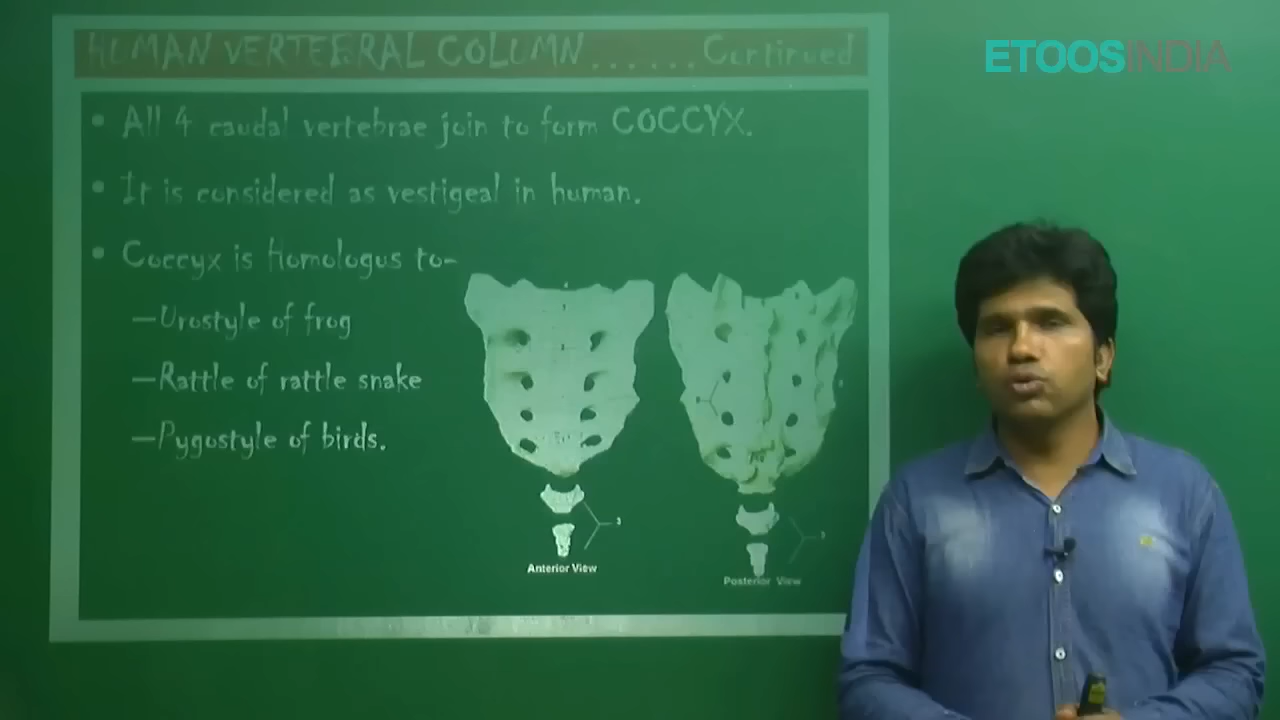 HUMAN VERTEBRAL COLUMN......Continued
ETOOSINDIA
• All 4 caudal vertebrae join to form COCCYX.
• It is considered as vestigeal in human.
• Coccyx is Homologus to-
–Urostyle of frog
–Rattle of rattle snake
–Pygostyle of birds.
3
3
Anterior View
Posterior View